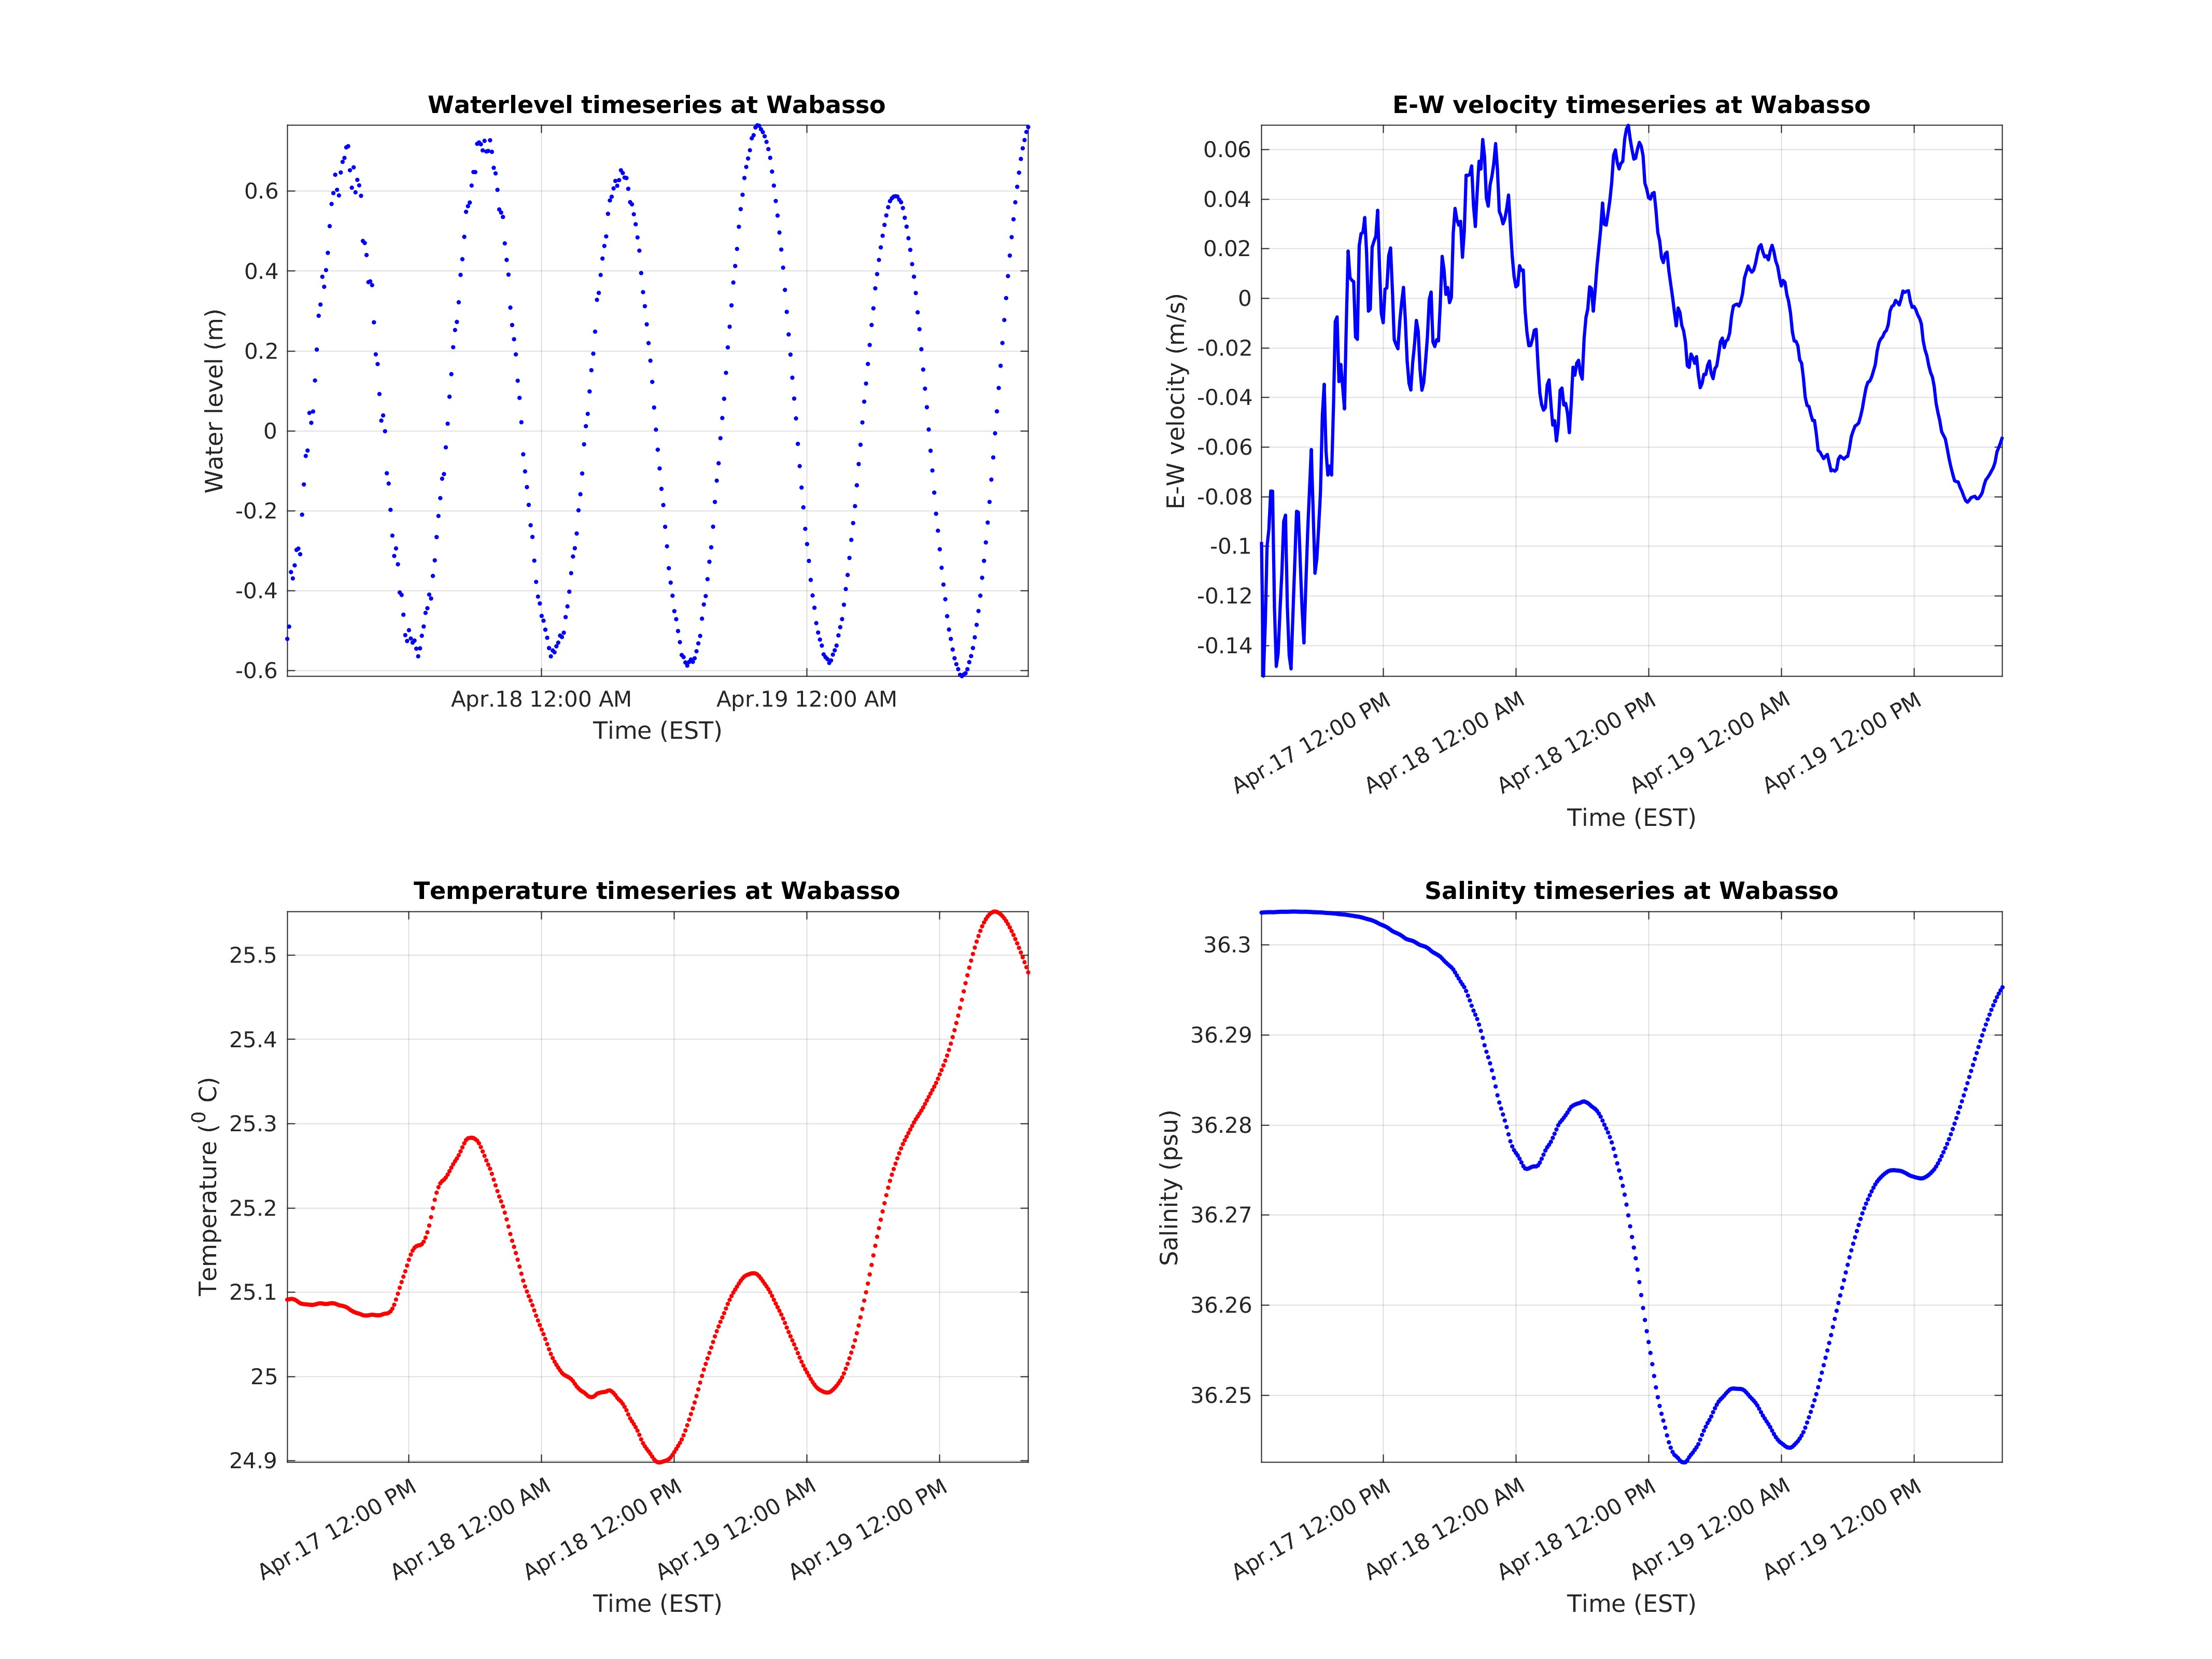 Waterlevel timeseries at Wabasso
Water level (m)
0.6
0.4
0.2
0
-0.2
-0.4
-0.6
Apr.18 12:00 AM
Apr.19 12:00 AM
Time (EST)
E-W velocity timeseries at Wabasso
E-W velocity (m/s)
0.06
0.04
0.02
0
-0.02
-0.04
-0.06
-0.08
-0.1
-0.12
-0.14
Apr.17 12:00 PM
Apr.18 12:00 AM
Apr.18 12:00 PM
Apr.19 12:00 AM
Apr.19 12:00 PM
Time (EST)
Temperature timeseries at Wabasso
Temperature (⁰ C)
25.5
25.4
25.3
25.2
25.1
25
24.9
Apr.17 12:00 PM
Apr.18 12:00 AM
Apr.18 12:00 PM
Apr.19 12:00 AM
Apr.19 12:00 PM
Time (EST)
Salinity timeseries at Wabasso
Salinity (psu)
36.3
36.29
36.28
36.27
36.26
36.25
Apr.17 12:00 PM
Apr.18 12:00 AM
Apr.18 12:00 PM
Apr.19 12:00 AM
Apr.19 12:00 PM
Time (EST)